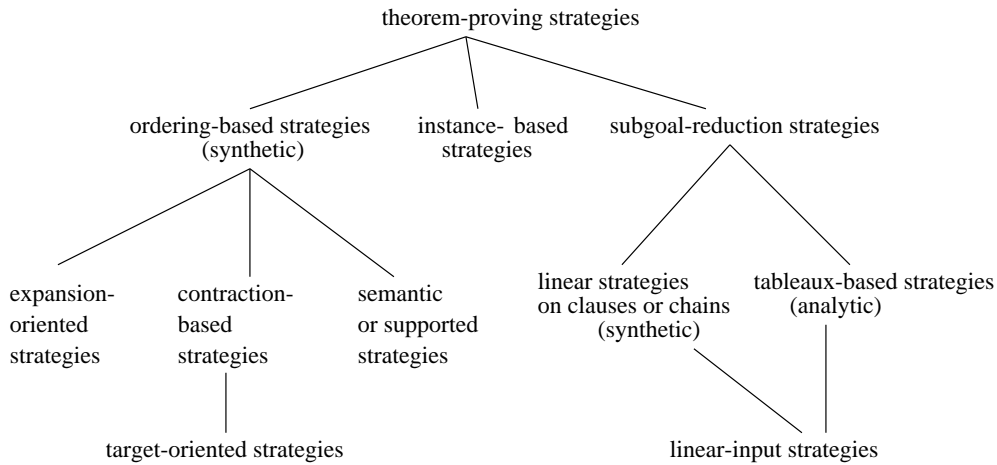 theorem-proving strategies
ordering-based strategies
(synthetic)
instance- based
strategies
subgoal-reduction strategies
expansion-
oriented
strategies
contraction-
based
strategies
semantic
or supported
strategies
linear strategies
on clauses or chains
(synthetic)
tableaux-based strategies
(analytic)
target-oriented strategies
linear-input strategies